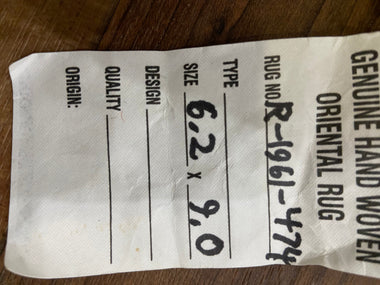 GENUINE HAND WOVEN
ORIENTAL RUG
RUG NO. R-1961-474
TYPE
SIZE 6.2 X 9.0
DESIGN
QUALITY
ORIGIN: